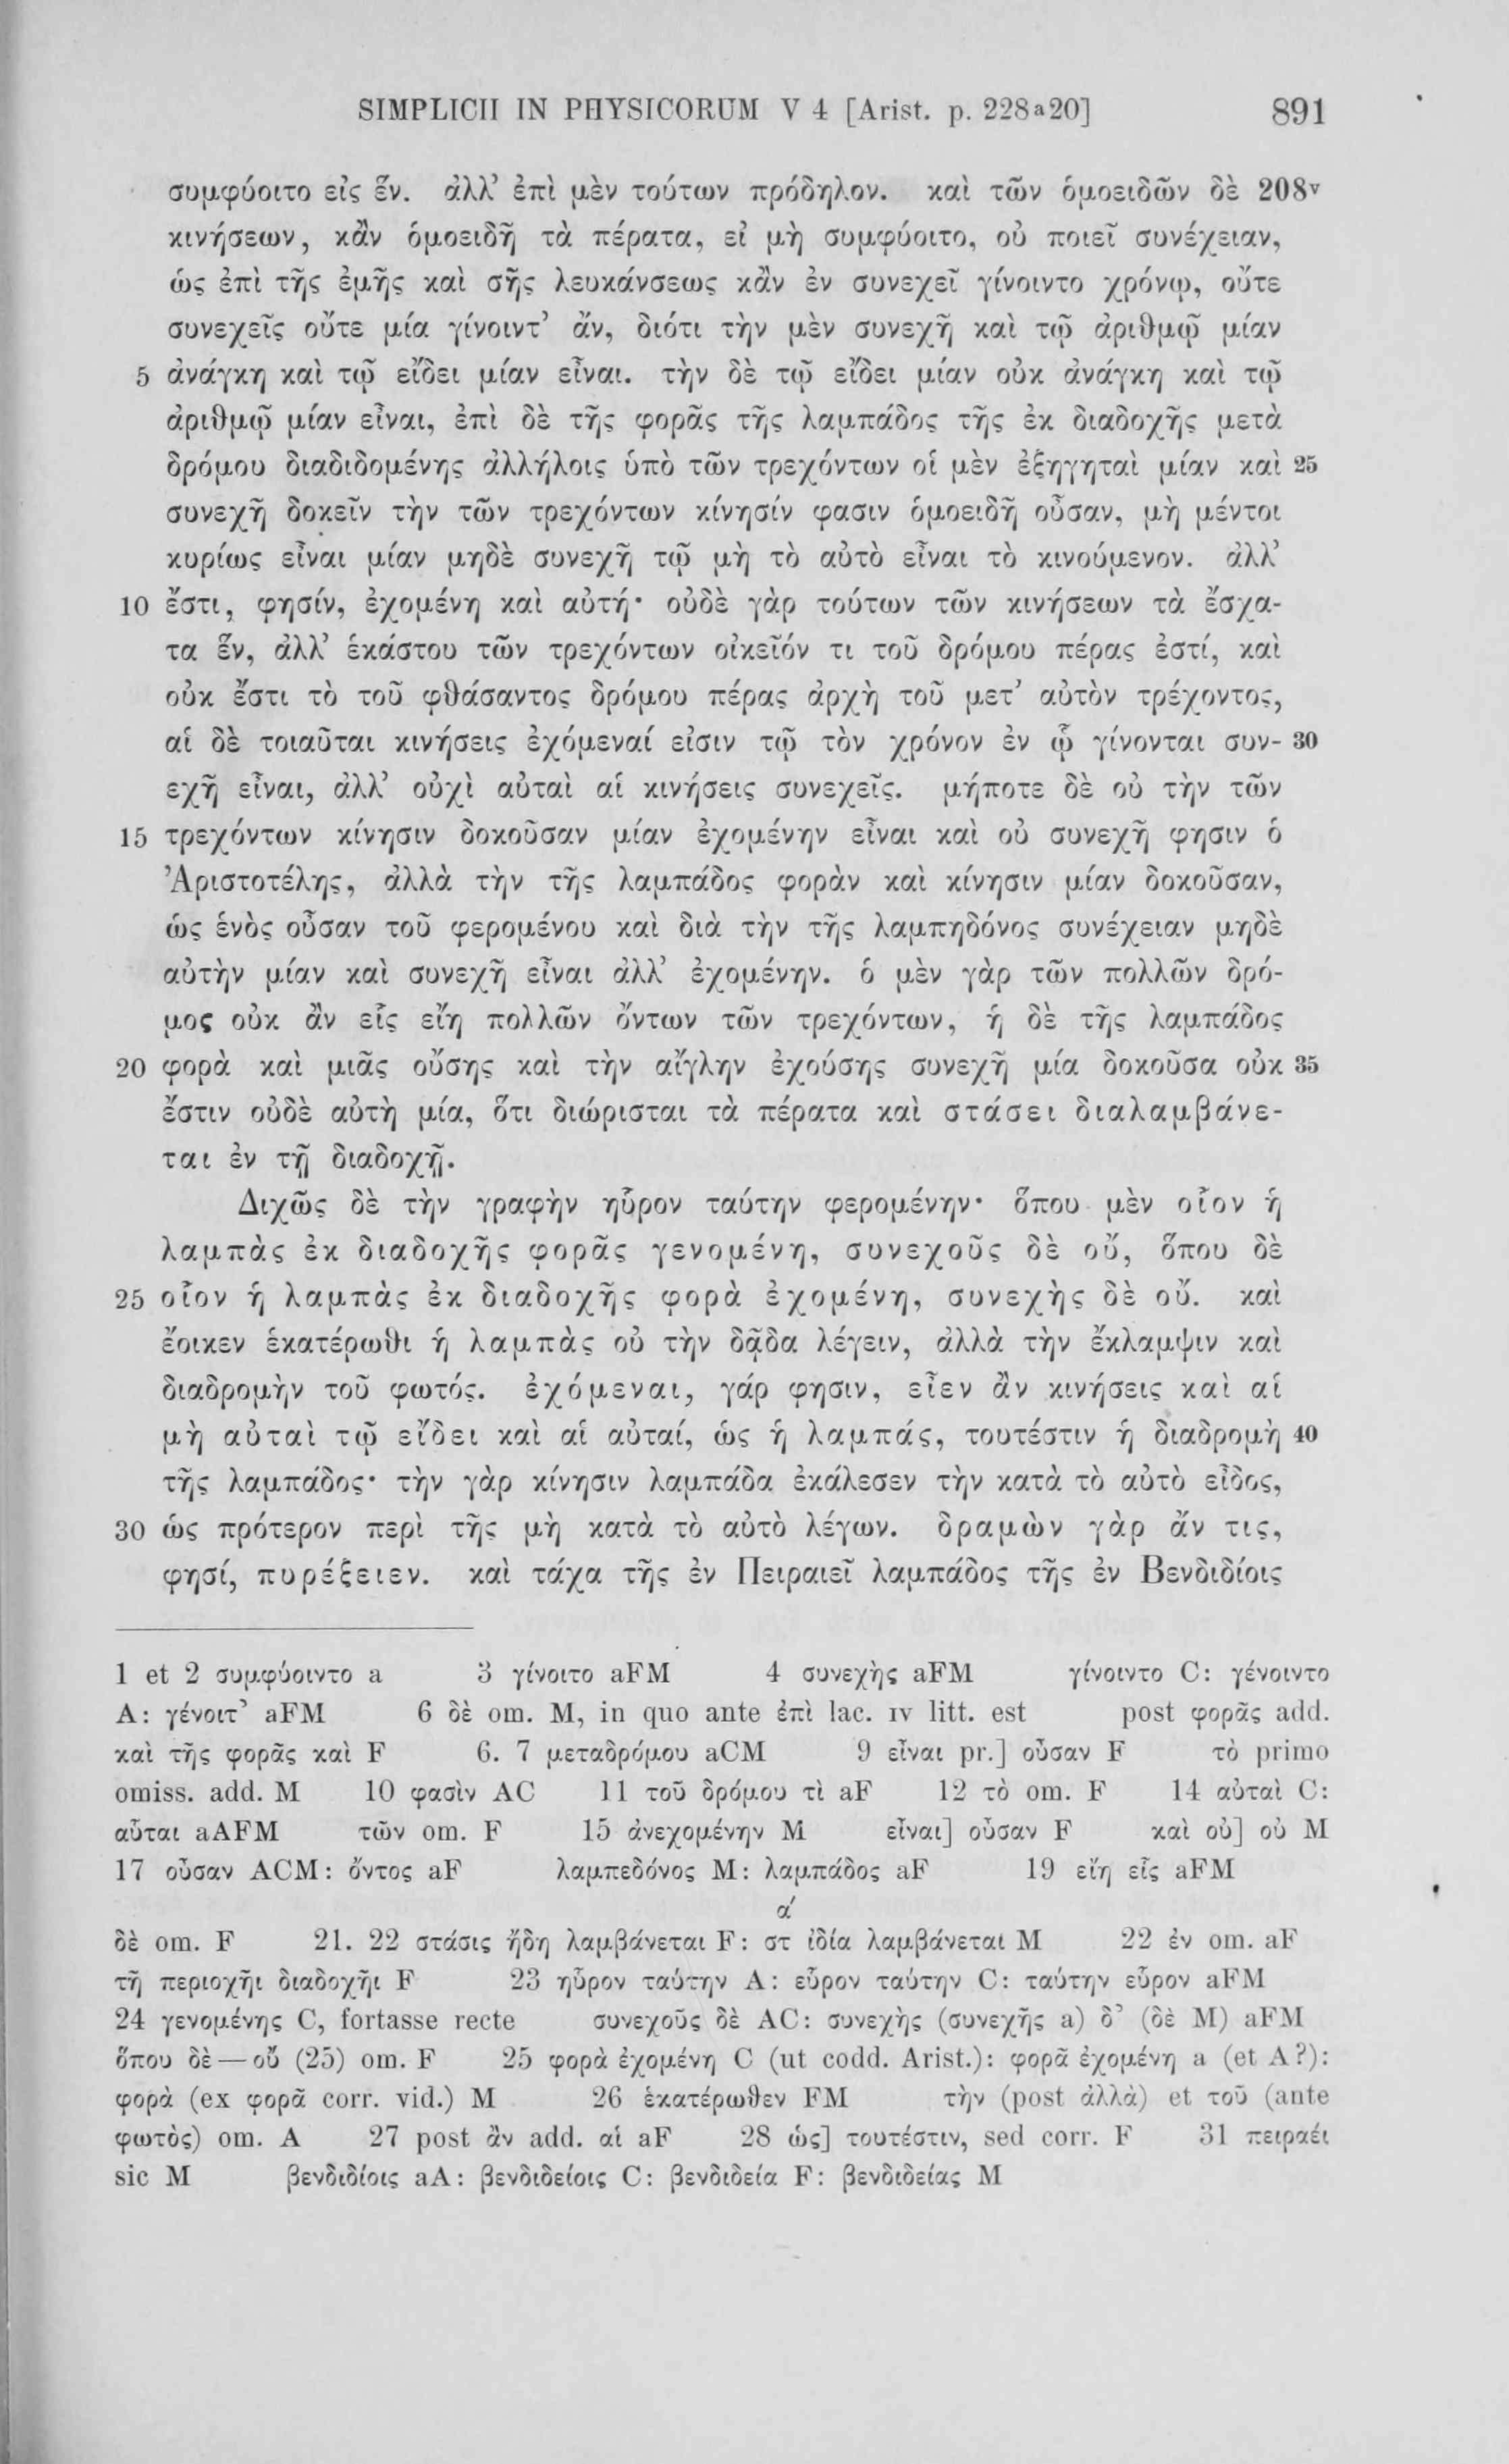 SIMPLICII IN PHYSICORUM V 4 [Arist. p. 228ᵃ20] 891
συμφύοιτο εἰς ἕν. ἀλλ’ ἐπὶ μὲν τούτων πρόδηλον. καὶ τῶν ὁμοειδῶν δὲ 208ᵛ
κινήσεων, κἂν ὁμοειδῆ τὰ πέρατα, εἰ μὴ συμφύοιτο, οὐ ποιεῖ συνέχειαν,
ὡς ἐπὶ τῆς ἐμῆς καὶ σῆς λευκάνσεως κἂν ἐν συνεχεῖ γίνοιντο χρόνῳ, οὔτε
συνεχεῖς οὔτε μία γίνοιντ’ ἄν, διότι τὴν μὲν συνεχῆ καὶ τῷ ἀριθμῷ μίαν
5 ἀνάγκη καὶ τῷ εἴδει μίαν εἶναι. τὴν δὲ τῷ εἴδει μίαν οὐκ ἀνάγκη καὶ τῷ
ἀριθμῷ μίαν εἶναι, ἐπὶ δὲ τῆς φορᾶς τῆς λαμπάδος τῆς ἐκ διαδοχῆς μετὰ
δρόμου διαδιδομένης ἀλλήλοις ὑπὸ τῶν τρεχόντων οἱ μὲν ἐξηγηταὶ μίαν καὶ 25
συνεχῆ δοκεῖν τὴν τῶν τρεχόντων κίνησίν φασιν ὁμοειδῆ οὖσαν, μὴ μέντοι
κυρίως εἶναι μίαν μηδὲ συνεχῆ τῷ μὴ τὸ αὐτὸ εἶναι τὸ κινούμενον. ἀλλ’
10 ἔστι, φησίν, ἐχομένη καὶ αὐτή· οὐδὲ γὰρ τούτων τῶν κινήσεων τὰ ἔσχα-
τα ἕν, ἀλλ’ ἑκάστου τῶν τρεχόντων οἰκεῖόν τι τοῦ δρόμου πέρας ἐστί, καὶ
οὐκ ἔστι τὸ τοῦ φθάσαντος δρόμου πέρας ἀρχὴ τοῦ μετ’ αὐτὸν τρέχοντος,
αἱ δὲ τοιαῦται κινήσεις ἐχόμεναί εἰσιν τῷ τὸν χρόνον ἐν ᾧ γίνονται συν- 30
εχῆ εἶναι, ἀλλ’ οὐχὶ αὐταὶ αἱ κινήσεις συνεχεῖς. μήποτε δὲ οὐ τὴν τῶν
15 τρεχόντων κίνησιν δοκοῦσαν μίαν ἐχομένην εἶναι καὶ οὐ συνεχῆ φησιν ὁ
Ἀριστοτέλης, ἀλλὰ τὴν τῆς λαμπάδος φορὰν καὶ κίνησιν μίαν δοκοῦσαν,
ὡς ἑνὸς οὖσαν τοῦ φερομένου καὶ διὰ τὴν τῆς λαμπηδόνος συνέχειαν μηδὲ
αὐτὴν μίαν καὶ συνεχῆ εἶναι ἀλλ’ ἐχομένην. ὁ μὲν γὰρ τῶν πολλῶν δρό-
μος οὐκ ἂν εἷς εἴη πολλῶν ὄντων τῶν τρεχόντων, ἡ δὲ τῆς λαμπάδος
20 φορὰ καὶ μιᾶς οὔσης καὶ τὴν αἴγλην ἐχούσης συνεχῆ μία δοκοῦσα οὐκ 35
ἔστιν οὐδὲ αὐτὴ μία, ὅτι διώρισται τὰ πέρατα καὶ στάσει διαλαμβάνε-
ται ἐν τῇ διαδοχῇ.
Διχῶς δὲ τὴν γραφὴν ηὗρον ταύτην φερομένην· ὅπου μὲν οἷον ἡ
λαμπὰς ἐκ διαδοχῆς φορᾶς γενομένη, συνεχοῦς δὲ οὔ, ὅπου δὲ
25 οἷον ἡ λαμπὰς ἐκ διαδοχῆς φορὰ ἐχομένη, συνεχὴς δὲ οὔ. καὶ
ἔοικεν ἑκατέρωθι ἡ λαμπὰς οὐ τὴν δᾷδα λέγειν, ἀλλὰ τὴν ἔκλαμψιν καὶ
διαδρομὴν τοῦ φωτός. ἐχόμεναι, γάρ φησιν, εἶεν ἂν κινήσεις καὶ αἱ
μὴ αὐταὶ τῷ εἴδει καὶ αἱ αὐταί, ὡς ἡ λαμπάς, τουτέστιν ἡ διαδρομὴ 40
τῆς λαμπάδος· τὴν γὰρ κίνησιν λαμπάδα ἐκάλεσεν τὴν κατὰ τὸ αὐτὸ εἶδος,
30 ὡς πρότερον περὶ τῆς μὴ κατὰ τὸ αὐτὸ λέγων. δραμὼν γὰρ ἄν τις,
φησί, πυρέξειεν. καὶ τάχα τῆς ἐν Πειραιεῖ λαμπάδος τῆς ἐν Βενδιδίοις
1 et 2 συμφύοιντο a 3 γίνοιτο aFM 4 συνεχὴς aFM γίνοιντο C: γένοιντο
A: γένοιτ’ aFM 6 δὲ om. M, in quo ante ἐπὶ lac. IV litt. est post φορᾶς add.
καὶ τῆς φορᾶς καὶ F 6. 7 μεταδρόμου aCM 9 εἶναι pr.] οὖσαν F τὸ primo
omiss. add. M 10 φασὶν AC 11 τοῦ δρόμου τὶ aF 12 τὸ om. F 14 αὐταὶ C:
αὗται aAFM τῶν om. F 15 ἀνεχομένην M εἶναι] οὖσαν F καὶ οὐ] οὐ M
17 οὖσαν ACM: ὄντος aF λαμπεδόνος M: λαμπάδος aF 19 εἴη εἷς aFM
α΄
δὲ om. F 21. 22 στάσις ἤδη λαμβάνεται F: στ ἰδία λαμβάνεται M 22 ἐν om. aF
τῆ περιοχῆι διαδοχῆι F 23 ηὗρον ταύτην A: εὗρον ταύτην C: ταύτην εὗρον aFM
24 γενομένης C, fortasse recte συνεχοῦς δὲ AC: συνεχὴς (συνεχῆς a) δ’ (δὲ M) aFM
ὅπου δὲ — οὔ (25) om. F 25 φορὰ ἐχομένη C (ut codd. Arist.): φορᾶ ἐχομένη a (et A?):
φορὰ (ex φορᾶ corr. vid.) M 26 ἑκατέρωθεν FM τὴν (post ἀλλὰ) et τοῦ (ante
φωτὸς) om. A 27 post ἂν add. αἱ aF 28 ὡς] τουτέστιν, sed corr. F 31 πειραέι
sic M βενδιδίοις aA: βενδιδείοις C: βενδιδεία F: βενδιδείας M